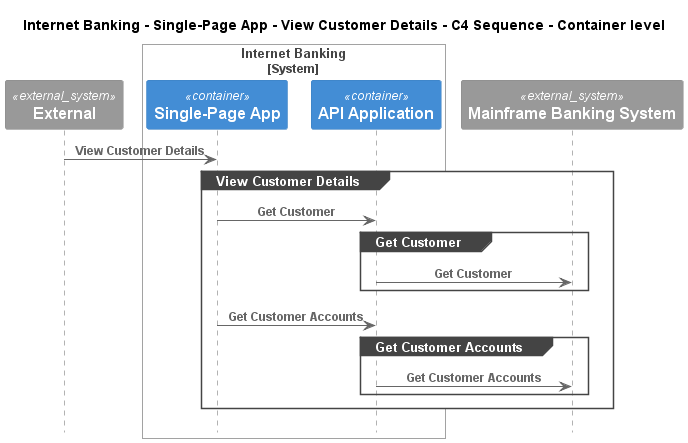 Internet Banking - Single-Page App - View Customer Details - C4 Sequence - Container level
Internet Banking
[System]
«external_system»
External
«container»
Single-Page App
«container»
API Application
«external_system»
Mainframe Banking System
View Customer Details
View Customer Details
Get Customer
Get Customer
Get Customer
Get Customer Accounts
Get Customer Accounts
Get Customer Accounts